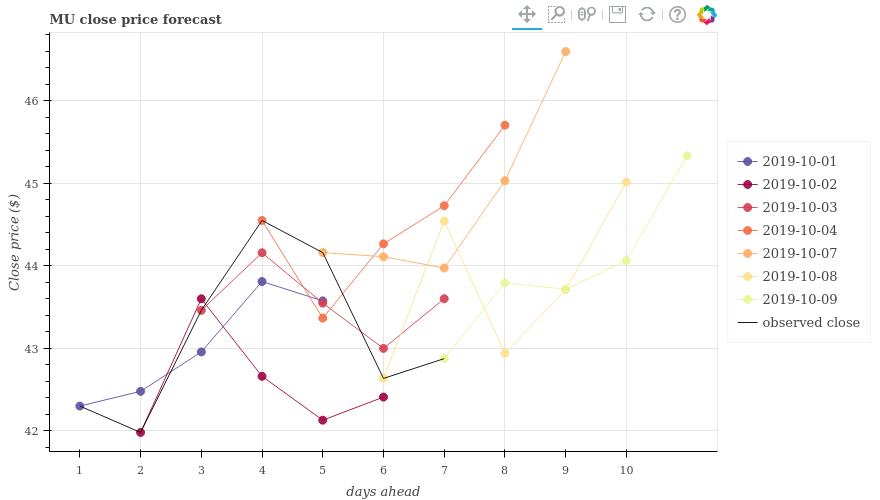 MU close price forecast
46
45
44
43
42
Close price ($)
1 2 3 4 5 6 7 8 9 10
days ahead
2019-10-01
2019-10-02
2019-10-03
2019-10-04
2019-10-07
2019-10-08
2019-10-09
observed close